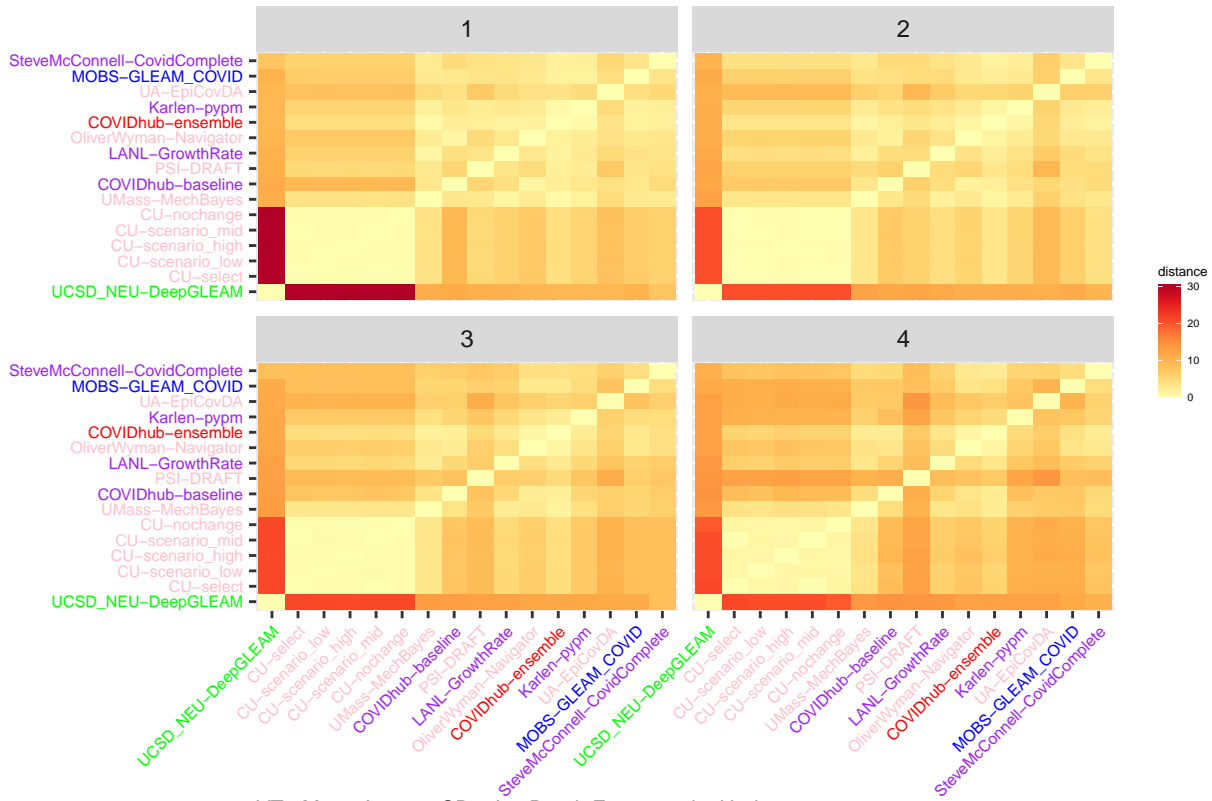 1
2
SteveMcConnell−CovidComplete
MOBS−GLEAM_COVID
UA−EpiCovDA
Karlen−pypm
COVIDhub−ensemble
OliverWyman−Navigator
LANL−GrowthRate
PSI−DRAFT
COVIDhub−baseline
UMass−MechBayes
CU−nochange
CU−scenario_mid
CU−scenario_high
CU−scenario_low
CU−select
UCSD_NEU−DeepGLEAM
distance
30
20
10
0
3
4
SteveMcConnell−CovidComplete
MOBS−GLEAM_COVID
UA−EpiCovDA
Karlen−pypm
COVIDhub−ensemble
OliverWyman−Navigator
LANL−GrowthRate
PSI−DRAFT
COVIDhub−baseline
UMass−MechBayes
CU−nochange
CU−scenario_mid
CU−scenario_high
CU−scenario_low
CU−select
UCSD_NEU−DeepGLEAM
UCSD_NEU−DeepGLEAM
CU−select
CU−scenario_low
CU−scenario_high
CU−scenario_mid
CU−nochange
UMass−MechBayes
COVIDhub−baseline
PSI−DRAFT
LANL−GrowthRate
OliverWyman−Navigator
COVIDhub−ensemble
Karlen−pypm
UA−EpiCovDA
MOBS−GLEAM_COVID
SteveMcConnell−CovidComplete
UCSD_NEU−DeepGLEAM
CU−select
CU−scenario_low
CU−scenario_high
CU−scenario_mid
CU−nochange
UMass−MechBayes
COVIDhub−baseline
PSI−DRAFT
LANL−GrowthRate
OliverWyman−Navigator
COVIDhub−ensemble
Karlen−pypm
UA−EpiCovDA
MOBS−GLEAM_COVID
SteveMcConnell−CovidComplete